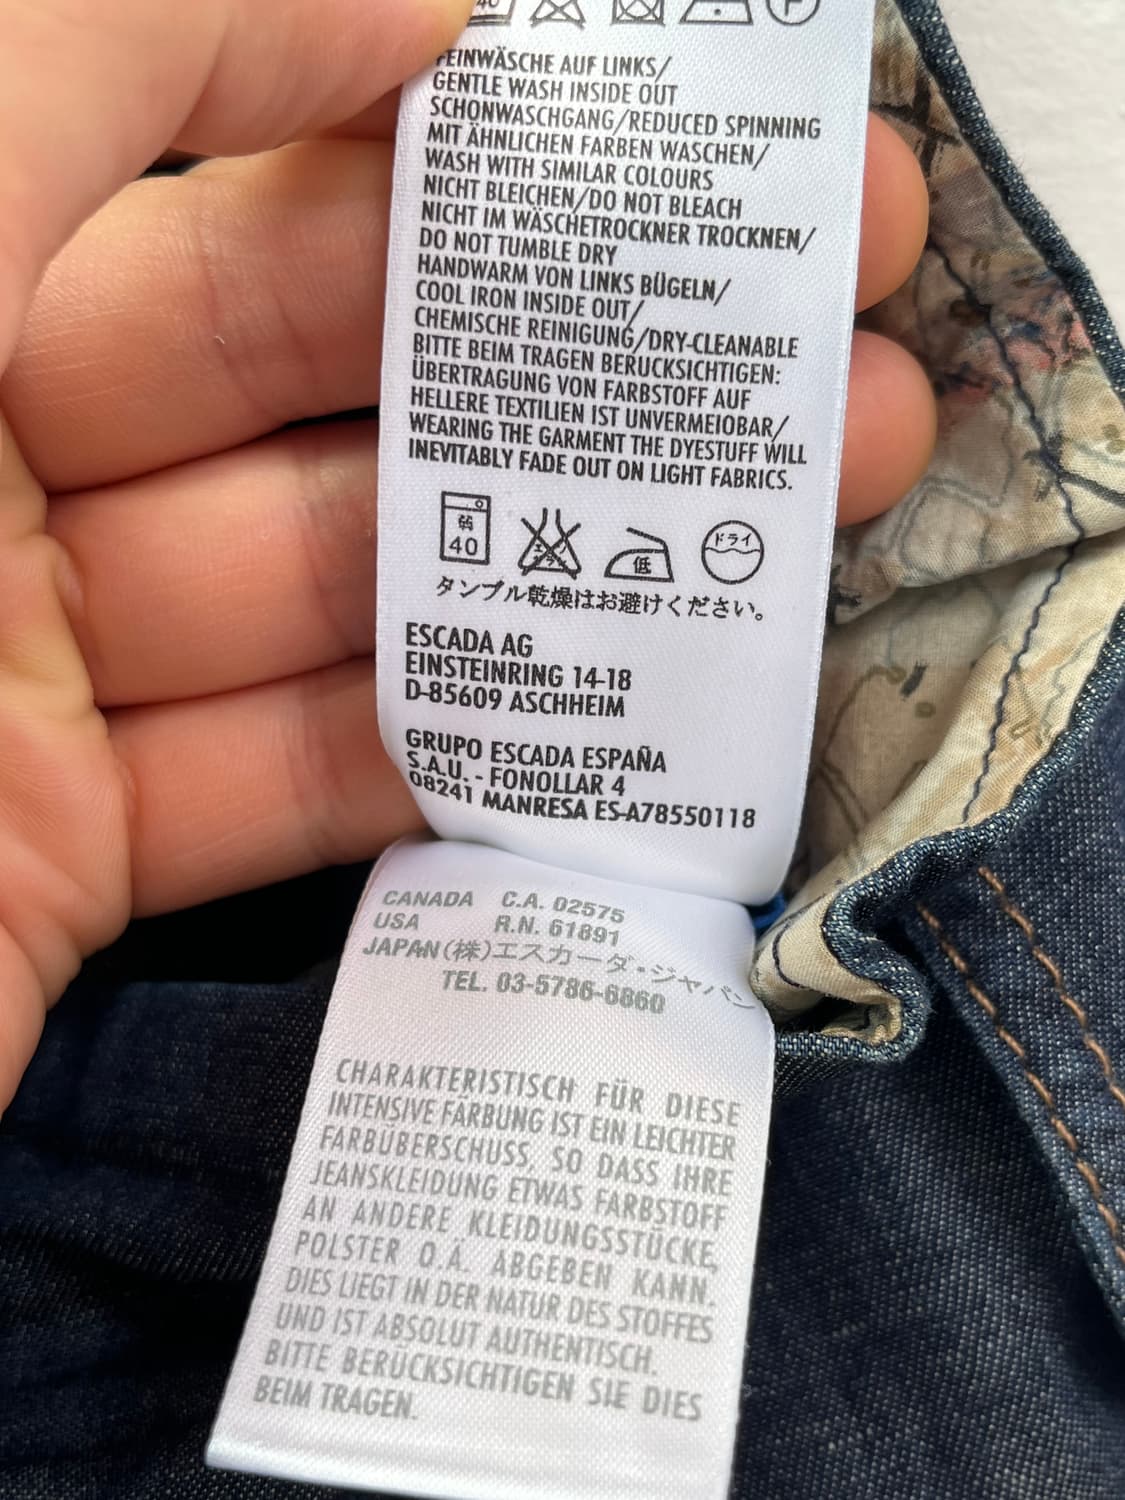 40
FEINWÄSCHE AUF LINKS/
GENTLE WASH INSIDE OUT
SCHONWASCHGANG/REDUCED SPINNING
MIT ÄHNLICHEN FARBEN WASCHEN/
WASH WITH SIMILAR COLOURS
NICHT BLEICHEN/DO NOT BLEACH
NICHT IM WÄSCHETROCKNER TROCKNEN/
DO NOT TUMBLE DRY
HANDWARM VON LINKS BÜGELN/
COOL IRON INSIDE OUT/
CHEMISCHE REINIGUNG/DRY-CLEANABLE
BITTE BEIM TRAGEN BERUCKSICHTIGEN:
ÜBERTRAGUNG VON FARBSTOFF AUF
HELLERE TEXTILIEN IST UNVERMEIOBAR/
WEARING THE GARMENT THE DYESTUFF WILL
INEVITABLY FADE OUT ON LIGHT FABRICS.
弱 40 低 ドライ
タンブル乾燥はお避けください。
ESCADA AG
EINSTEINRING 14-18
D-85609 ASCHHEIM
GRUPO ESCADA ESPAÑA
S.A.U. - FONOLLAR 4
08241 MANRESA ES-A78550118
CANADA C.A. 02575
USA R.N. 61891
JAPAN (株)エスカーダ・ジャパン
TEL. 03-5786-6860
CHARAKTERISTISCH FÜR DIESE
INTENSIVE FÄRBUNG IST EIN LEICHTER
FARBÜBERSCHUSS, SO DASS IHRE
JEANSKLEIDUNG ETWAS FARBSTOFF
AN ANDERE KLEIDUNGSSTÜCKE,
POLSTER O.Ä. ABGEBEN KANN.
DIES LIEGT IN DER NATUR DES STOFFES
UND IST ABSOLUT AUTHENTISCH.
BITTE BERÜCKSICHTIGEN SIE DIES
BEIM TRAGEN.